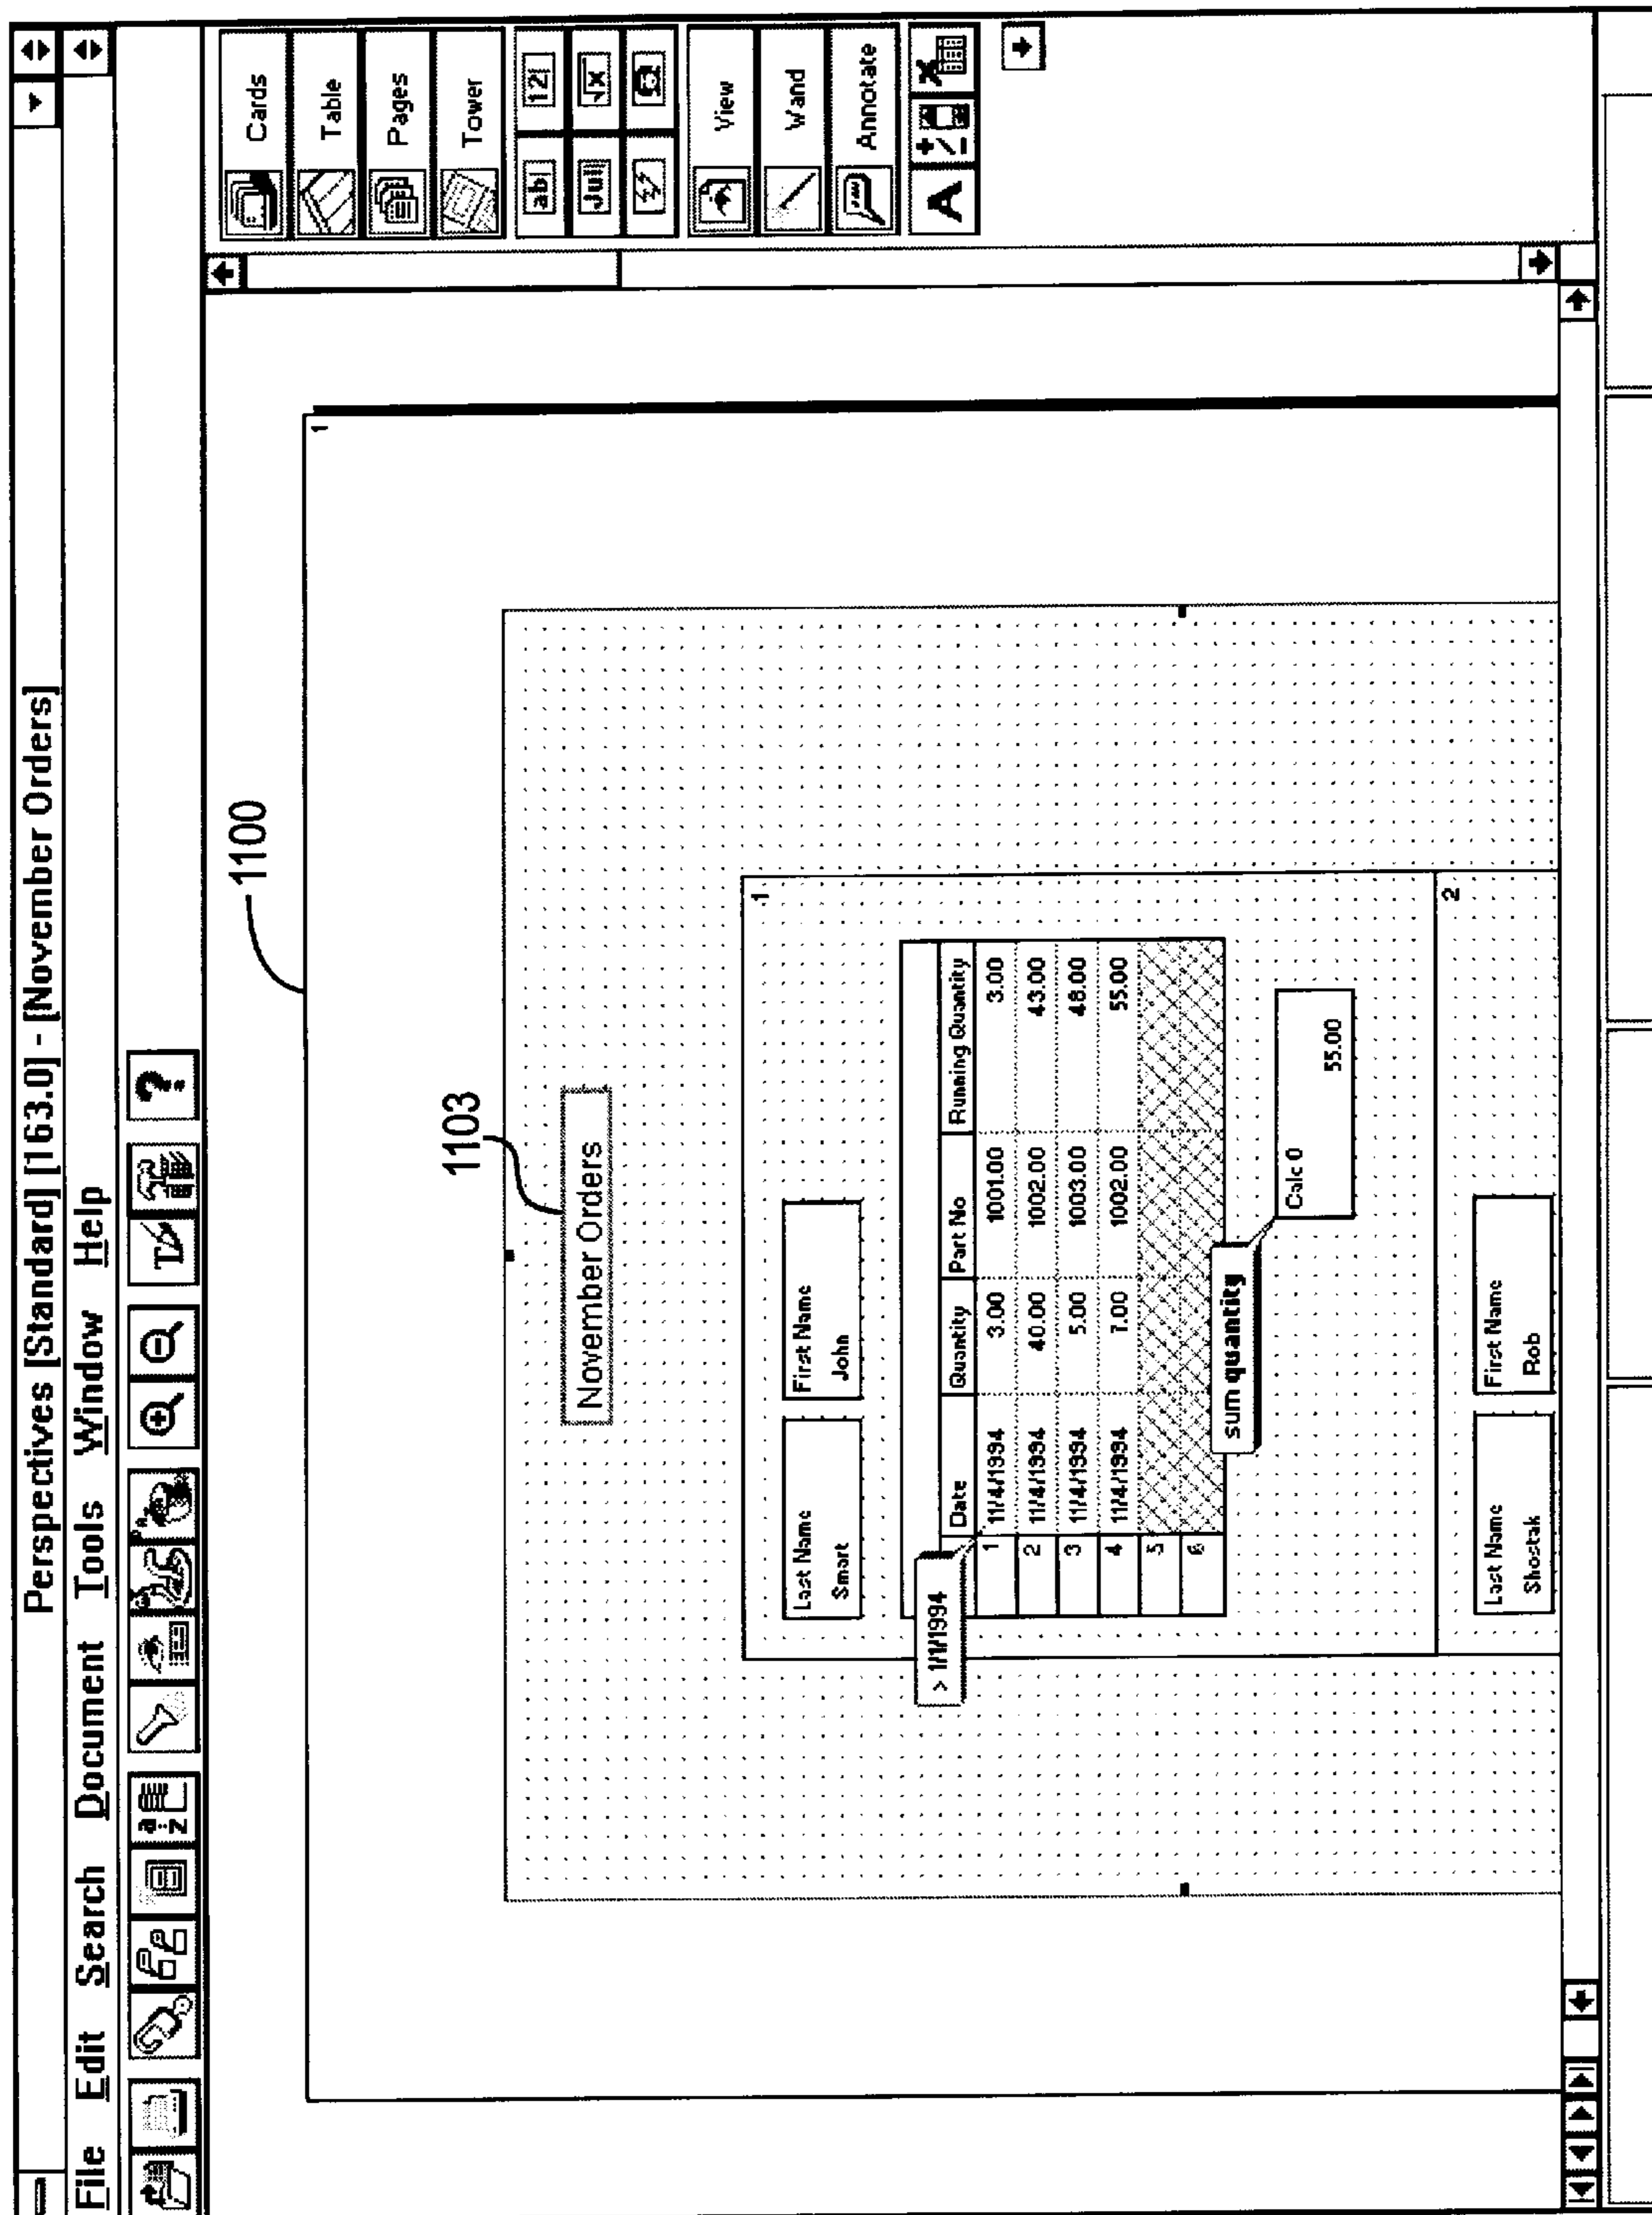 Perspectives [Standard] [163.0] - [November Orders]
File Edit Search Document Tools Window Help
a..z
T
?
1100
Cards
Table
Pages
Tower
ab| 12|
Jul √x
View
Wand
Annotate
A +/- x
1
1103
November Orders
1
Last Name
Smart
First Name
John
> 1/1/1994
Date Quantity Part No Running Quantity
1 11/4/1994 3.00 1001.00 3.00
2 11/4/1994 40.00 1002.00 43.00
3 11/4/1994 5.00 1003.00 48.00
4 11/4/1994 7.00 1002.00 55.00
5
6
sum quantity
Calc 0
55.00
2
Last Name
Shostak
First Name
Rob